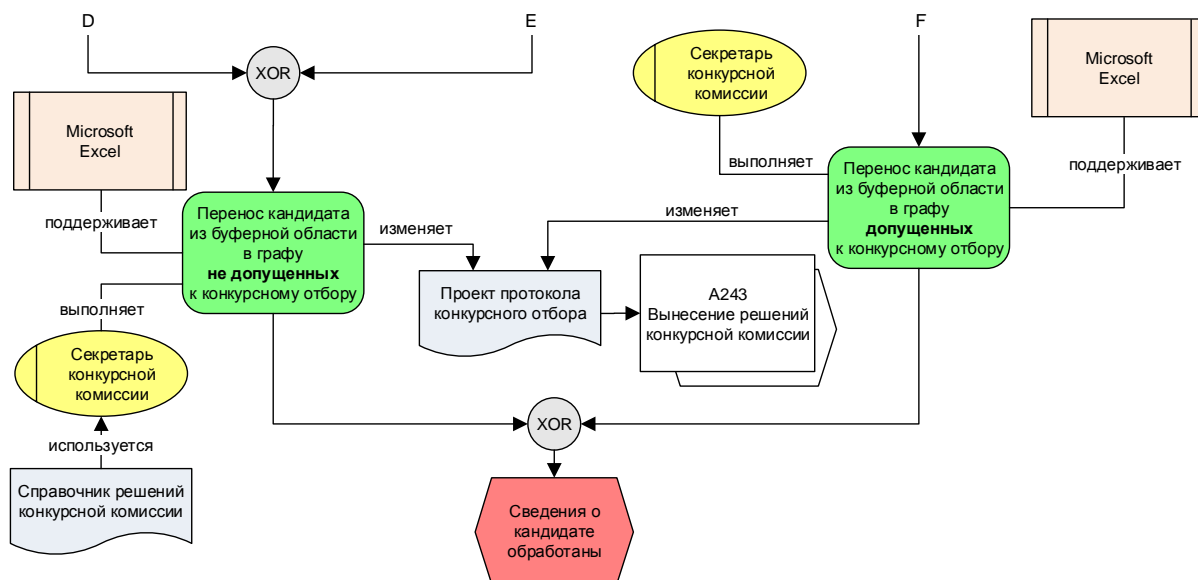 D
E
F
XOR
Секретарь
конкурсной
комиссии
Microsoft
Excel
Microsoft
Excel
выполняет
поддерживает
Перенос кандидата
из буферной области
в графу
допущенных
к конкурсному отбору
поддерживает
Перенос кандидата
из буферной области
в графу
не допущенных
к конкурсному отбору
изменяет
изменяет
Проект протокола
конкурсного отбора
A243
Вынесение решений
конкурсной комиссии
выполняет
Секретарь
конкурсной
комиссии
XOR
используется
Справочник решений
конкурсной комиссии
Сведения о
кандидате
обработаны